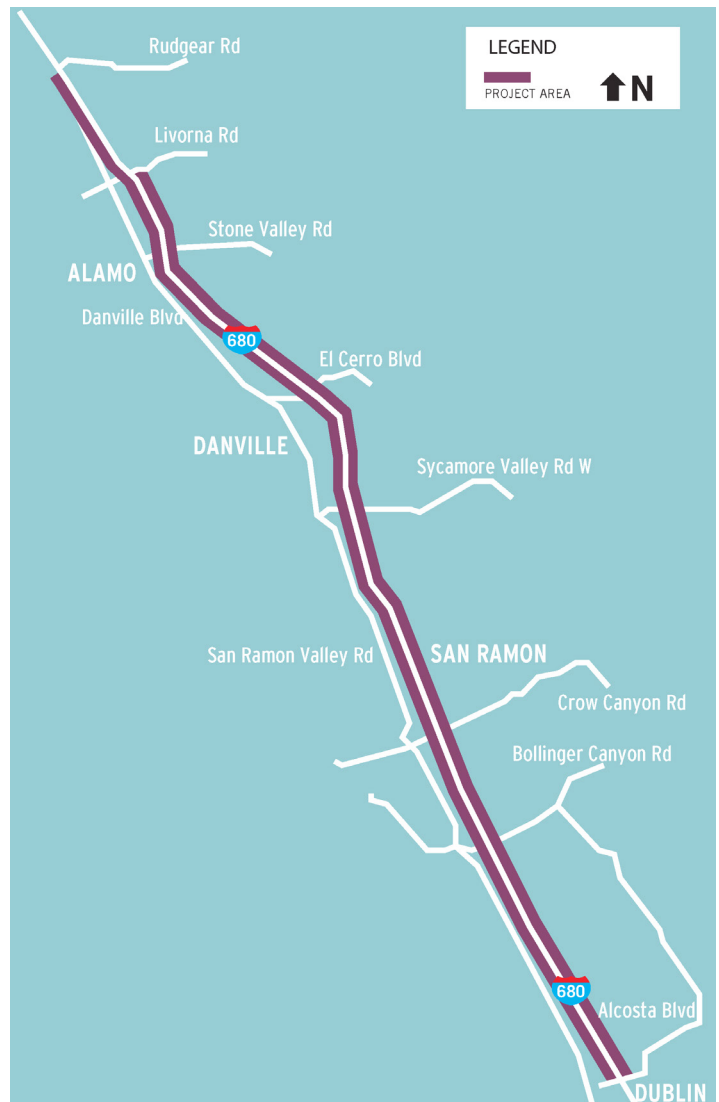 Rudgear Rd
LEGEND
PROJECT AREA
N
Livorna Rd
Stone Valley Rd
ALAMO
Danville Blvd
680
El Cerro Blvd
DANVILLE
Sycamore Valley Rd W
San Ramon Valley Rd
SAN RAMON
Crow Canyon Rd
Bollinger Canyon Rd
680
Alcosta Blvd
DUBLIN